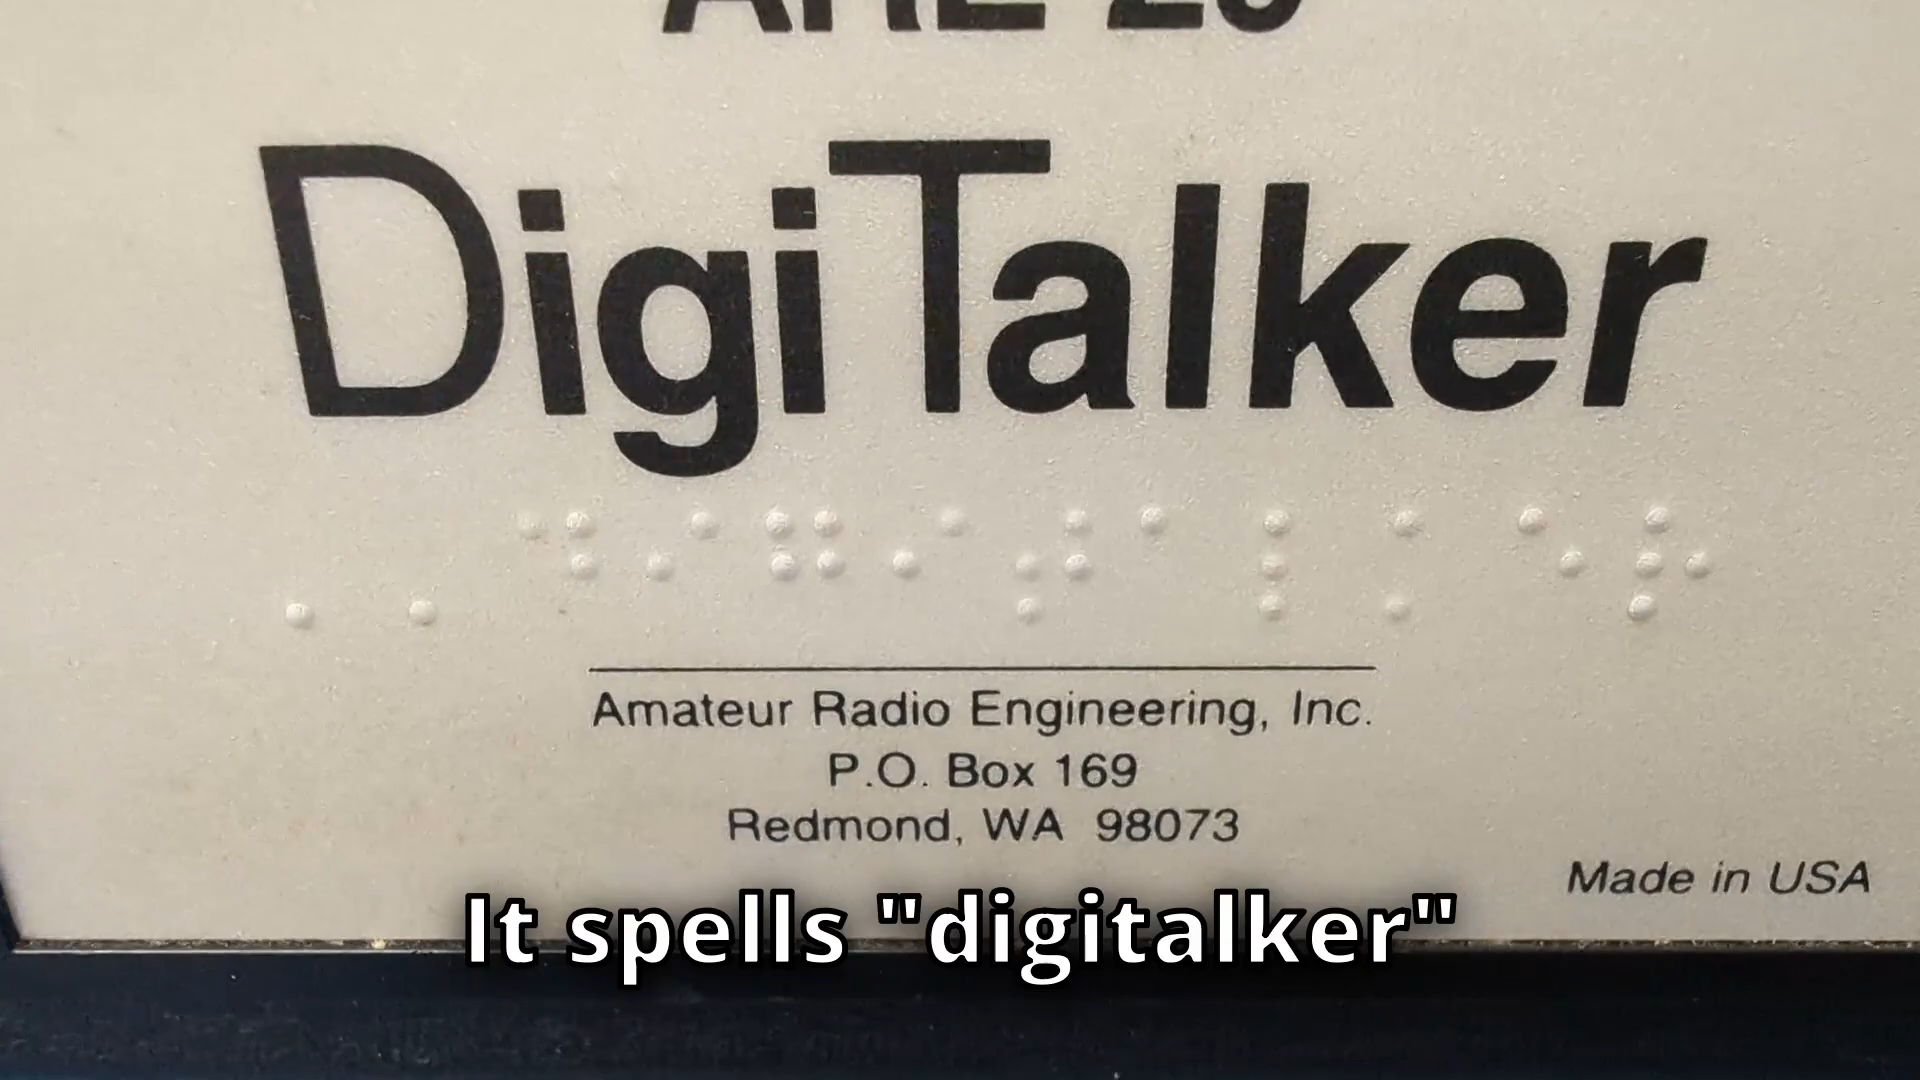 DigiTalker
⠠⠠⠙⠊⠛⠊⠞⠁⠇⠅⠑⠗
Amateur Radio Engineering, Inc.
P.O. Box 169
Redmond, WA 98073
Made in USA
It spells "digitalker"